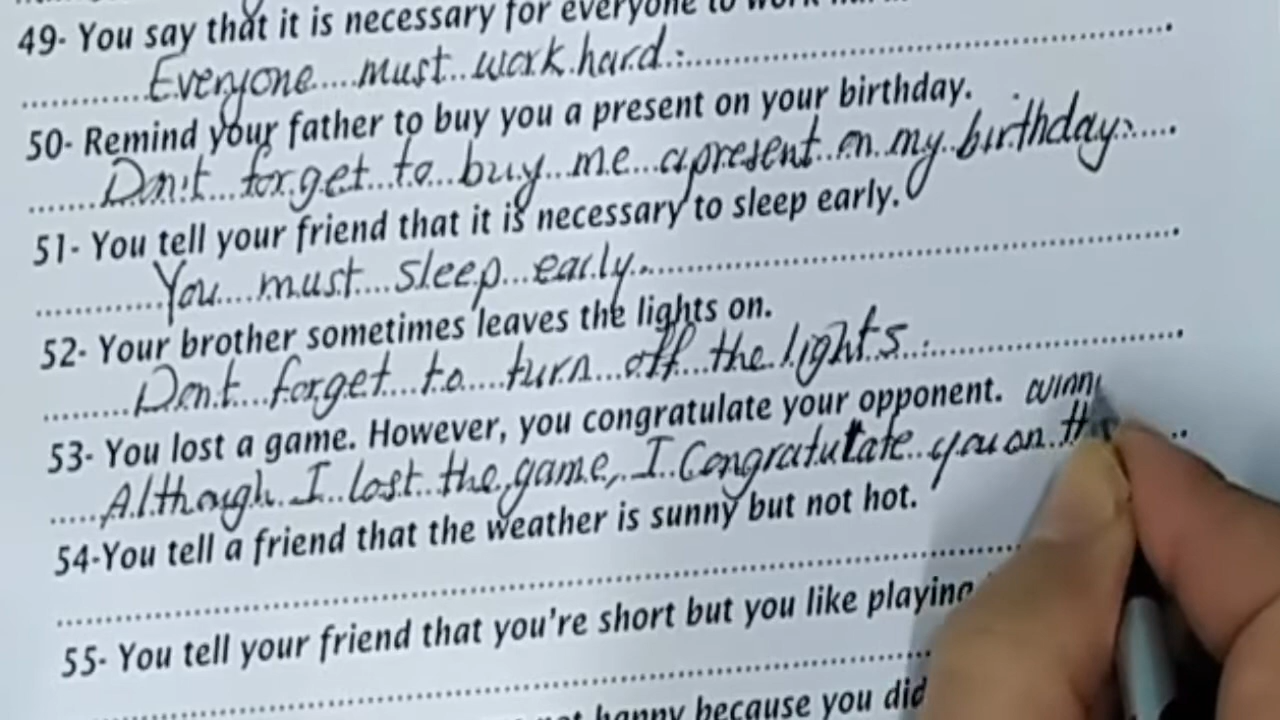 49- You say that it is necessary for everyone to work
Everyone must work hard.
50- Remind your father to buy you a present on your birthday.
Don't forget to buy me a present on my birthday.
51- You tell your friend that it is necessary to sleep early.
You must sleep early.
52- Your brother sometimes leaves the lights on.
Don't forget to turn off the lights.
53- You lost a game. However, you congratulate your opponent.
Although I lost the game, I Congratulate you on
54-You tell a friend that the weather is sunny but not hot.
55- You tell your friend that you're short but you like playing
happy because you did